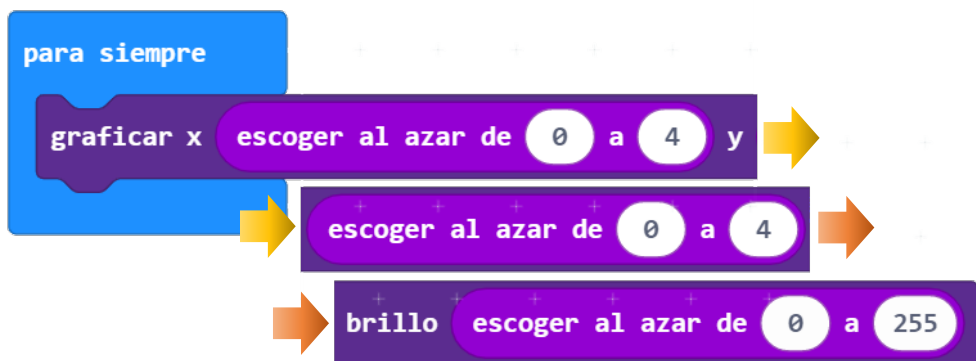 para siempre
graficar x escoger al azar de 0 a 4 y
escoger al azar de 0 a 4
brillo escoger al azar de 0 a 255